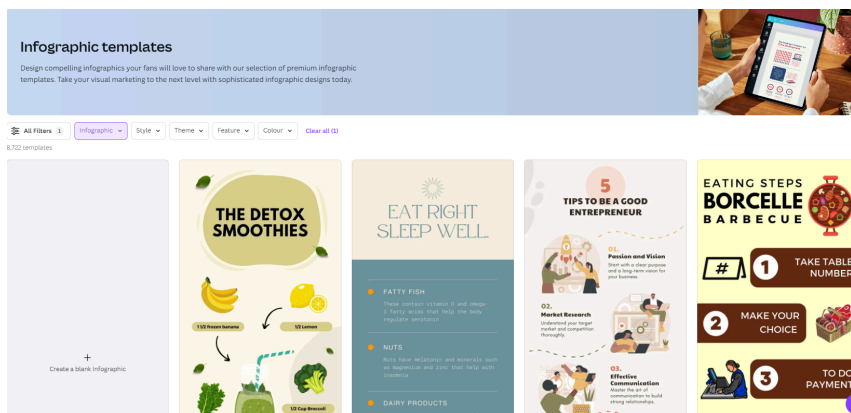 Infographic templates
Design compelling infographics your fans will love to share with our selection of premium infographic
templates. Take your visual marketing to the next level with sophisticated infographic designs today.
All Filters 1
Infographic
Style
Theme
Feature
Colour
Clear all (1)
8,722 templates
+
Create a blank Infographic
THE DETOX
SMOOTHIES
1 1/2 frozen banana
1/2 Lemon
1/2 Cup Broccoli
EAT RIGHT
SLEEP WELL
FATTY FISH
These contain vitamin D and omega-
3 fatty acids that help the body
regulate serotonin
NUTS
Nuts have melatonin and minerals such
as magnesium and zinc that help with
insomnia
DAIRY PRODUCTS
5
TIPS TO BE A GOOD
ENTREPRENEUR
01.
Passion and Vision
Start with a clear purpose
and a long-term vision for
your business.
02.
Market Research
Understand your target
market and competition
thoroughly.
03.
Effective
Communication
Master the art of
communication to build
strong relationships.
EATING STEPS
BORCELLE
BARBECUE
#
1
TAKE TABLE
NUMBER
2
MAKE YOUR
CHOICE
3
TO DO
PAYMENT